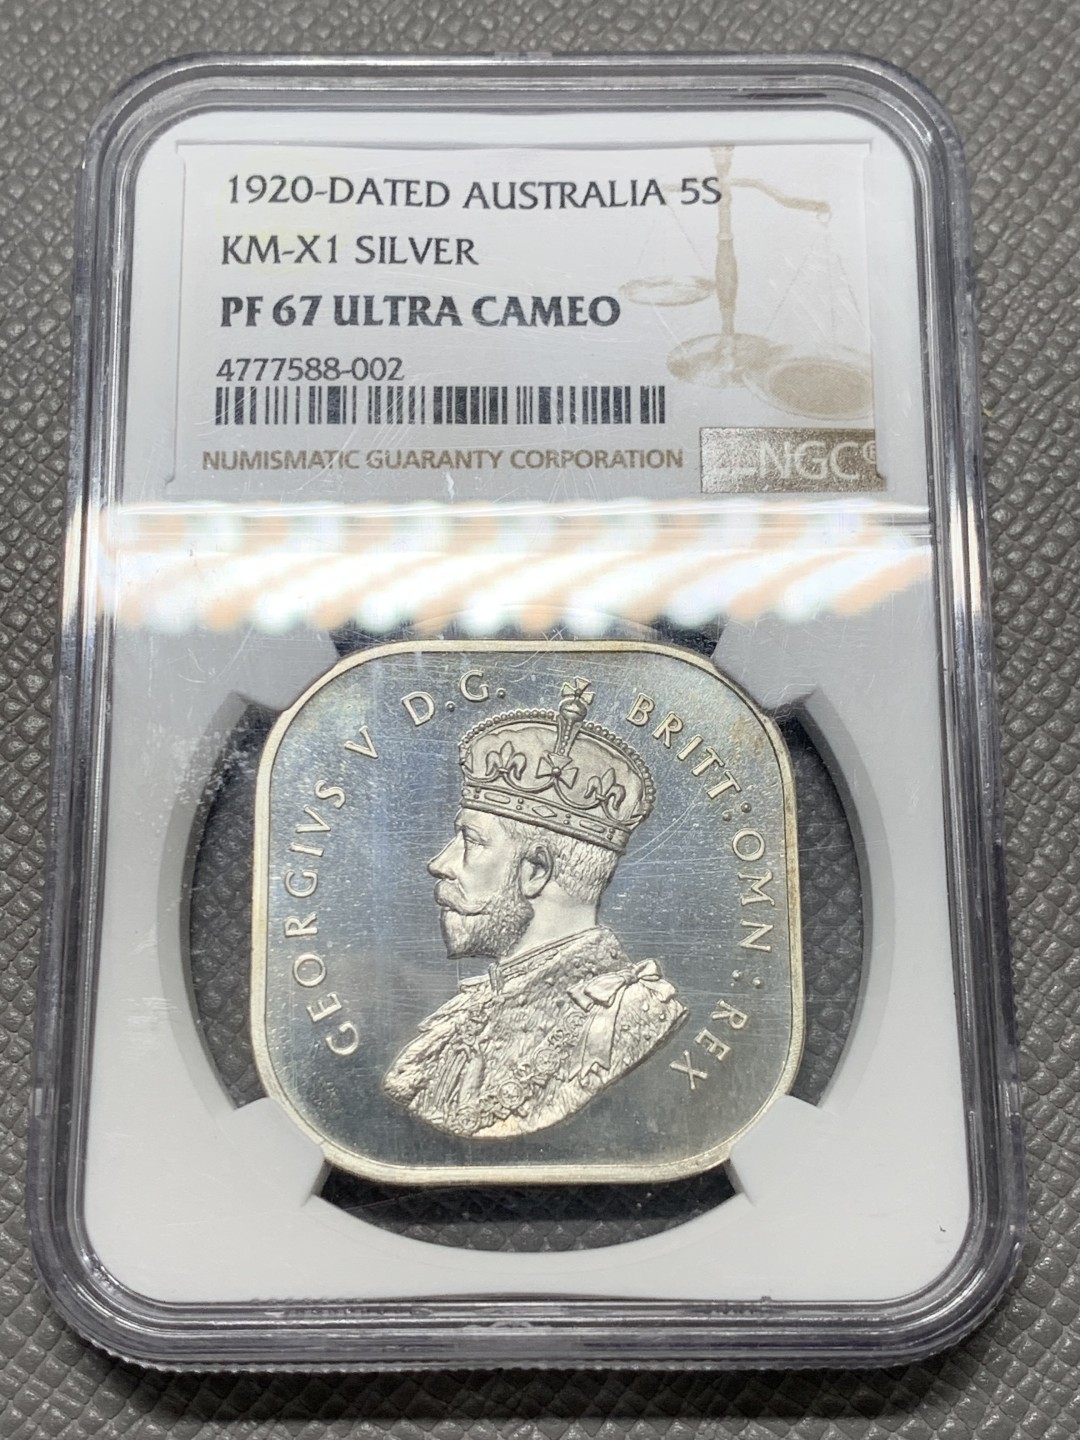 1920-DATED AUSTRALIA 5S
KM-X1 SILVER
PF 67 ULTRA CAMEO
4777588-002
NUMISMATIC GUARANTY CORPORATION
NGC®
GEORGIVS V D.G. BRITT: OMN: REX